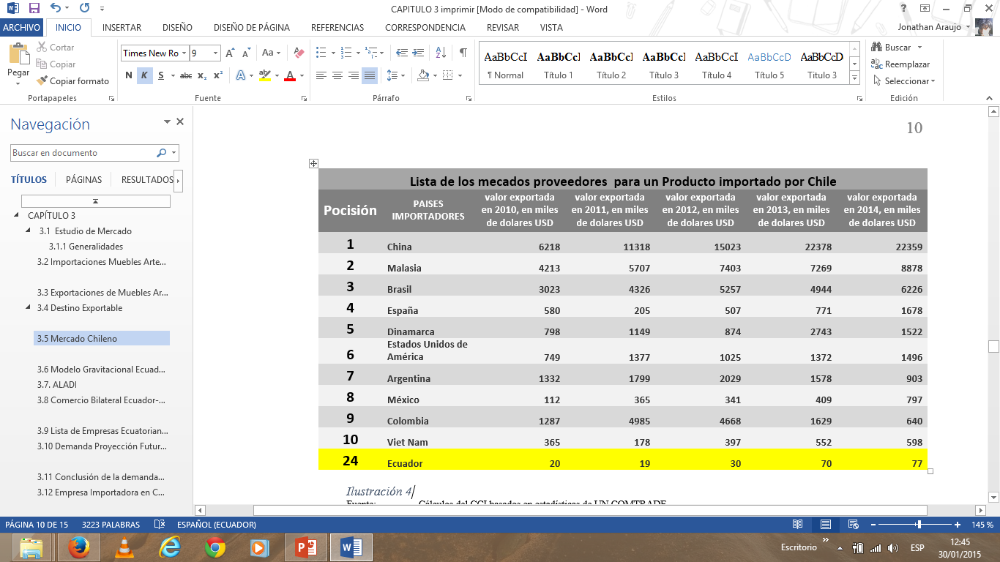 CAPITULO 3 imprimir [Modo de compatibilidad] - Word
ARCHIVO INICIO INSERTAR DISEÑO DISEÑO DE PÁGINA REFERENCIAS CORRESPONDENCIA REVISAR VISTA Jonathan Araujo
Pegar
Cortar
Copiar
Copiar formato
Portapapeles
Times New Ro 9
N K S abc x₂ x²
Fuente
Párrafo
AaBbCcI AaBbCcI AaBbCcI AaBbCcI AaBbCcI AaBbCcD AaBbCcD
¶ Normal Título 1 Título 2 Título 3 Título 4 Título 5 Titulo 3
Estilos
Buscar
Reemplazar
Seleccionar
Edición
Navegación
Buscar en documento
TÍTULOS PÁGINAS RESULTADOS
CAPÍTULO 3
3.1 Estudio de Mercado
3.1.1 Generalidades
3.2 Importaciones Muebles Arte...
3.3 Exportaciones de Muebles Ar...
3.4 Destino Exportable
3.5 Mercado Chileno
3.6 Modelo Gravitacional Ecuad...
3.7. ALADI
3.8 Comercio Bilateral Ecuador-...
3.9 Lista de Empresas Ecuatorian...
3.10 Demanda Proyección Futur...
3.11 Conclusión de la demanda...
3.12 Empresa Importadora en C...
10
Lista de los mecados proveedores para un Producto importado por Chile
Pocisión
PAISES
IMPORTADORES
valor exportada
en 2010, en miles
de dolares USD
valor exportada
en 2011, en miles
de dolares USD
valor exportada
en 2012, en miles
de dolares USD
valor exportada
en 2013, en miles
de dolares USD
valor exportada
en 2014, en miles
de dolares USD
1 China 6218 11318 15023 22378 22359
2 Malasia 4213 5707 7403 7269 8878
3 Brasil 3023 4326 5257 4944 6226
4 España 580 205 507 771 1678
5 Dinamarca 798 1149 874 2743 1522
Estados Unidos de
6 América 749 1377 1025 1372 1496
7 Argentina 1332 1799 2029 1578 903
8 México 112 365 341 409 797
9 Colombia 1287 4985 4668 1629 640
10 Viet Nam 365 178 397 552 598
24 Ecuador 20 19 30 70 77
Ilustración 4
Fuente: Cálculos del CCI basados en estadísticas de UN COMTRADE
PÁGINA 10 DE 15 3223 PALABRAS ESPAÑOL (ECUADOR) 145 %
Escritorio ESP 12:45
30/01/2015